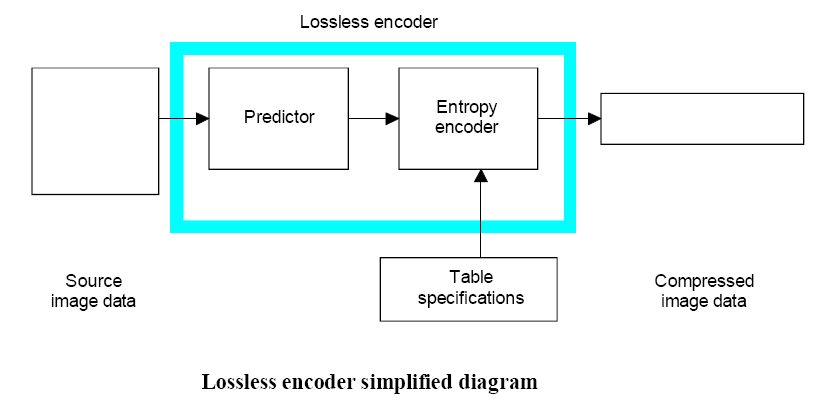 Lossless encoder
Predictor
Entropy
encoder
Table
specifications
Source
image data
Compressed
image data
Lossless encoder simplified diagram